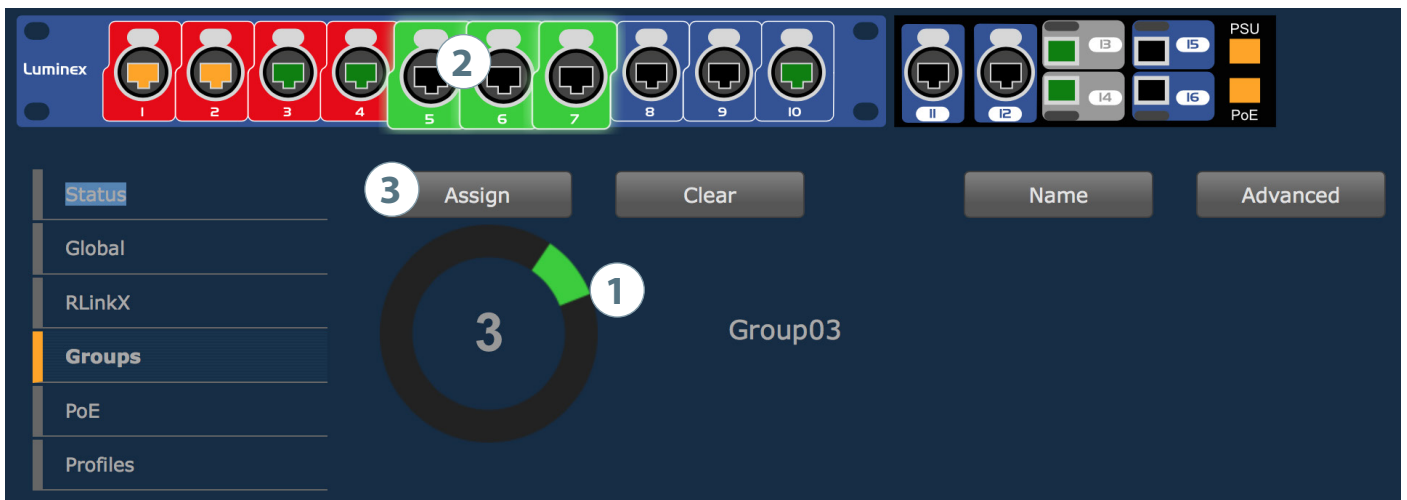 PSU
Luminex
2
13
15
14
16
1 2 3 4 5 6 7 8 9 10
11 12
PoE
Status
3
Assign
Clear
Name
Advanced
Global
RLinkX
1
3
Group03
Groups
PoE
Profiles